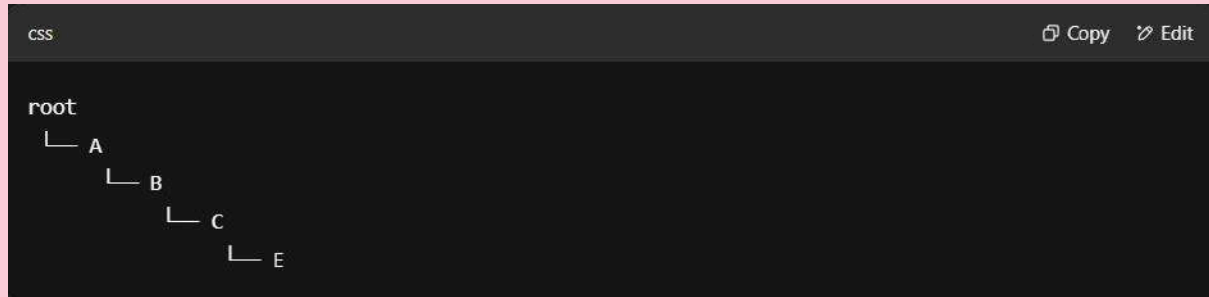 css Copy Edit
root
└── A
└── B
└── C
└── E